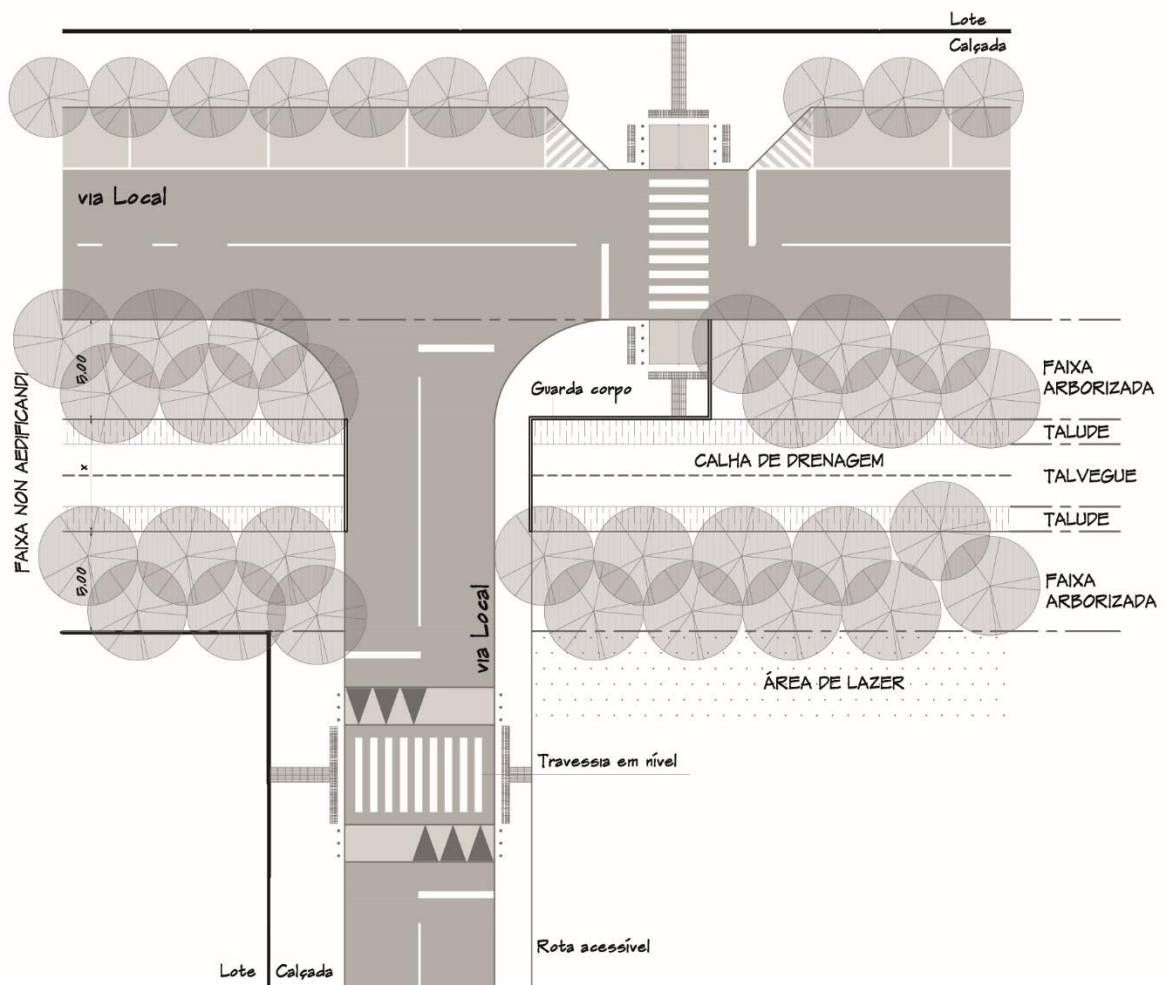 Lote
Calçada
via Local
FAIXA NON AEDIFICANDI
5.00
x
5.00
Guarda corpo
FAIXA
ARBORIZADA
TALUDE
CALHA DE DRENAGEM
TALVEGUE
TALUDE
FAIXA
ARBORIZADA
via Local
ÁREA DE LAZER
Travessia em nível
Rota acessível
Lote
Calçada